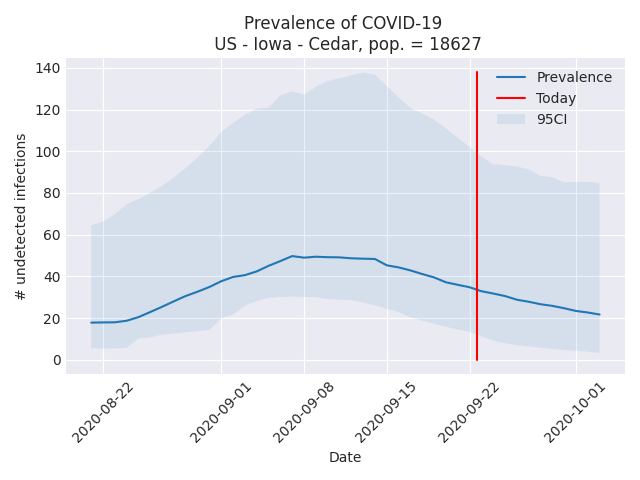 Prevalence of COVID-19
US - Iowa - Cedar, pop. = 18627
140
120
100
80
60
40
20
0
# undetected infections
Prevalence
Today
95CI
2020-08-22
2020-09-01
2020-09-08
2020-09-15
2020-09-22
2020-10-01
Date